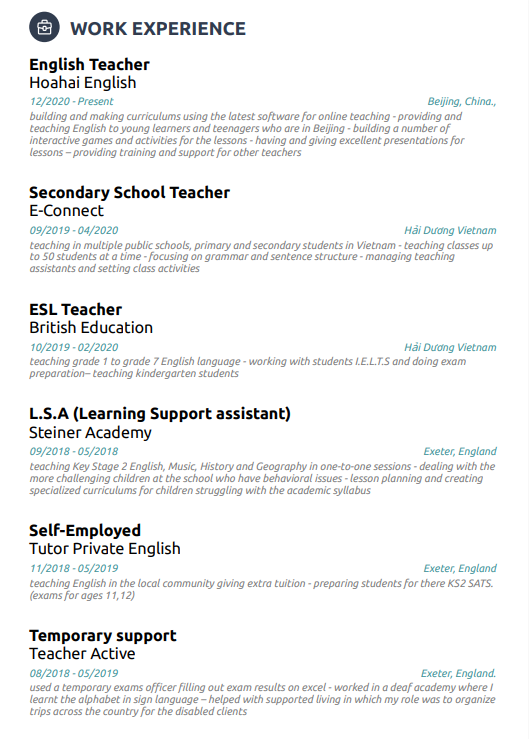 WORK EXPERIENCE
English Teacher
Hoahai English
12/2020 - Present Beijing, China.,
building and making curriculums using the latest software for online teaching - providing and
teaching English to young learners and teenagers who are in Beijing - building a number of
interactive games and activities for the lessons - having and giving excellent presentations for
lessons – providing training and support for other teachers
Secondary School Teacher
E-Connect
09/2019 - 04/2020 Hải Dương Vietnam
teaching in multiple public schools, primary and secondary students in Vietnam - teaching classes up
to 50 students at a time - focusing on grammar and sentence structure - managing teaching
assistants and setting class activities
ESL Teacher
British Education
10/2019 - 02/2020 Hải Dương Vietnam
teaching grade 1 to grade 7 English language - working with students I.E.L.T.S and doing exam
preparation– teaching kindergarten students
L.S.A (Learning Support assistant)
Steiner Academy
09/2018 - 05/2018 Exeter, England
teaching Key Stage 2 English, Music, History and Geography in one-to-one sessions - dealing with the
more challenging children at the school who have behavioral issues - lesson planning and creating
specialized curriculums for children struggling with the academic syllabus
Self-Employed
Tutor Private English
11/2018 - 05/2019 Exeter, England
teaching English in the local community giving extra tuition - preparing students for there KS2 SATS.
(exams for ages 11,12)
Temporary support
Teacher Active
08/2018 - 05/2019 Exeter, England.
used a temporary exams officer filling out exam results on excel - worked in a deaf academy where I
learnt the alphabet in sign language – helped with supported living in which my role was to organize
trips across the country for the disabled clients